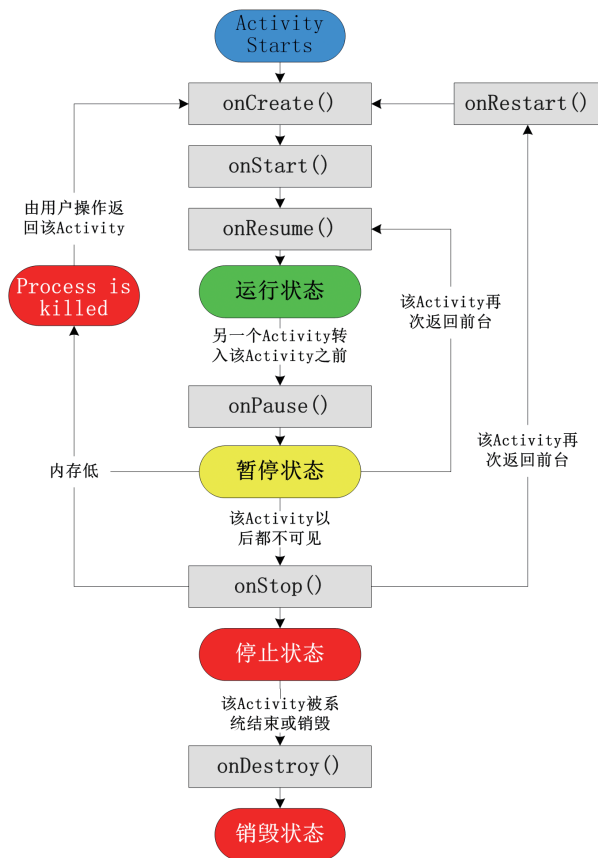 Activity
Starts
onCreate()
onRestart()
onStart()
由用户操作返
回该Activity
onResume()
Process is
killed
运行状态
该Activity再
次返回前台
另一个Activity转
入该Activity之前
onPause()
该Activity再
次返回前台
内存低
暂停状态
该Activity以
后都不可见
onStop()
停止状态
该Activity被系
统结束或销毁
onDestroy()
销毁状态